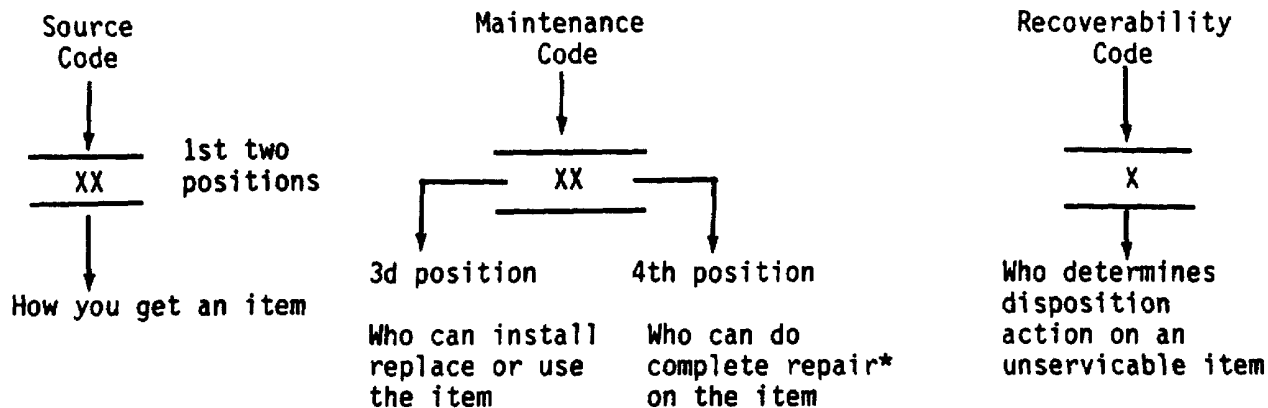 Source
Code
XX
1st two
positions
How you get an item
Maintenance
Code
XX
3d position
Who can install
replace or use
the item
4th position
Who can do
complete repair*
on the item
Recoverability
Code
X
Who determines
disposition
action on an
unservicable item